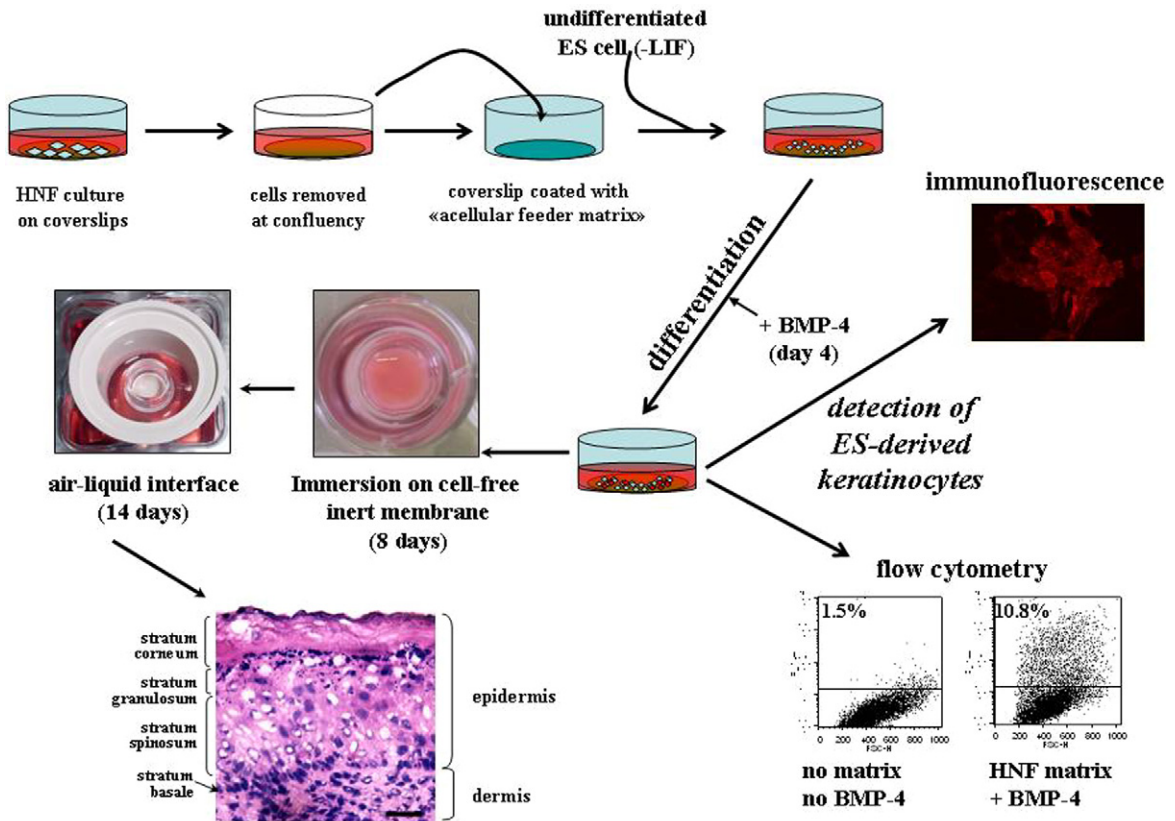 undifferentiated
ES cell (-LIF)
HNF culture
on coverslips
cells removed
at confluency
coverslip coated with
«acellular feeder matrix»
immunofluorescence
differentiation
+ BMP-4
(day 4)
detection of
ES-derived
keratinocytes
air-liquid interface
(14 days)
Immersion on cell-free
inert membrane
(8 days)
flow cytometry
1.5%
10.8%
0 200 400 600 800 1000
0 200 400 600 800 1000
no matrix
no BMP-4
HNF matrix
+ BMP-4
stratum
corneum
stratum
granulosum
stratum
spinosum
stratum
basale
epidermis
dermis